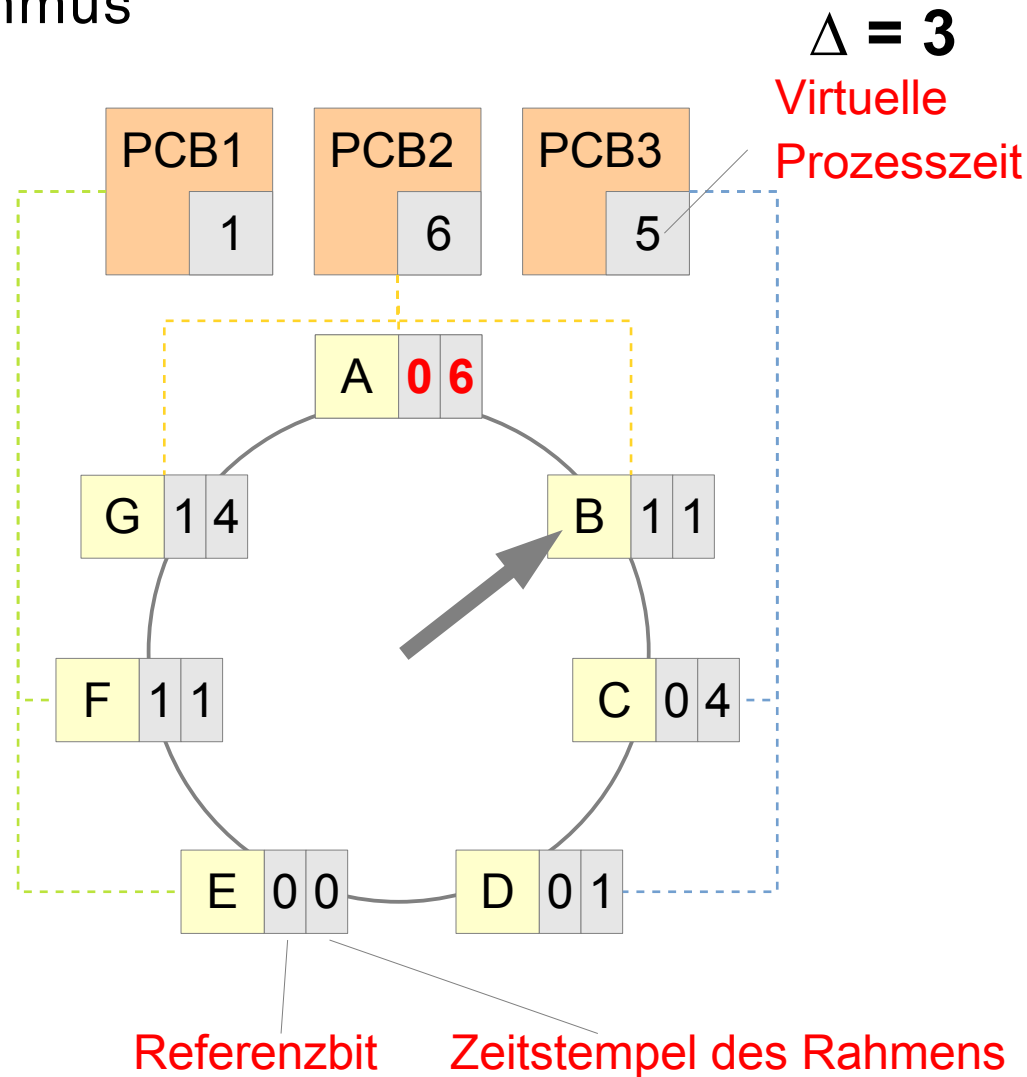 Δ = 3
Virtuelle
Prozesszeit
PCB1 PCB2 PCB3
1 6 5
A 0 6
G 1 4 B 1 1
F 1 1 C 0 4
E 0 0 D 0 1
Referenzbit Zeitstempel des Rahmens